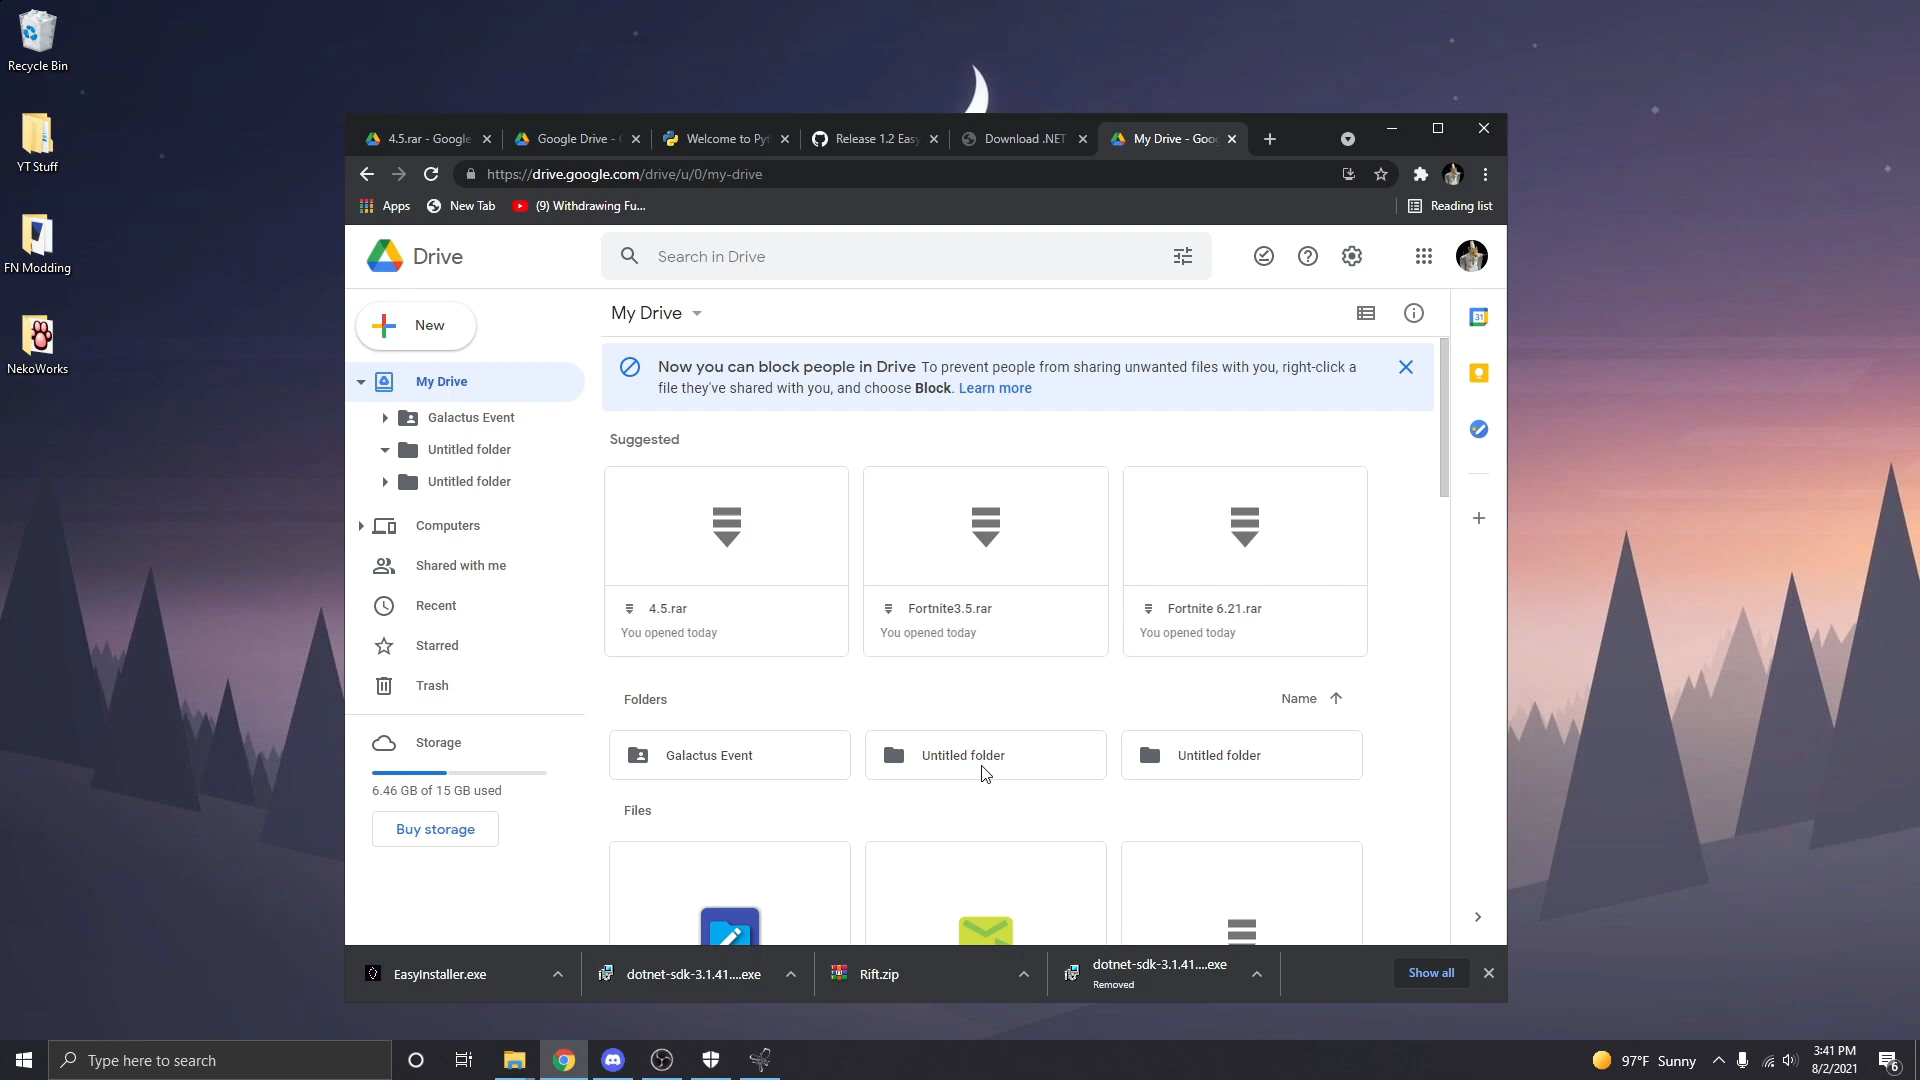 Recycle Bin
YT Stuff
FN Modding
NekoWorks
4.5.rar - Google
Google Drive -
Welcome to Pyt
Release 1.2 Easy
Download .NET
My Drive - Goog
https://drive.google.com/drive/u/0/my-drive
Apps
New Tab
(9) Withdrawing Fu...
Reading list
Drive
Search in Drive
New
My Drive
Galactus Event
Untitled folder
Untitled folder
Computers
Shared with me
Recent
Starred
Trash
Storage
6.46 GB of 15 GB used
Buy storage
My Drive
Now you can block people in Drive To prevent people from sharing unwanted files with you, right-click a
file they've shared with you, and choose Block. Learn more
31
Suggested
4.5.rar
You opened today
Fortnite3.5.rar
You opened today
Fortnite 6.21.rar
You opened today
Folders
Name
Galactus Event
Untitled folder
Untitled folder
Files
EasyInstaller.exe
dotnet-sdk-3.1.41....exe
Rift.zip
dotnet-sdk-3.1.41....exe
Removed
Show all
Type here to search
97°F Sunny
3:41 PM
8/2/2021
6